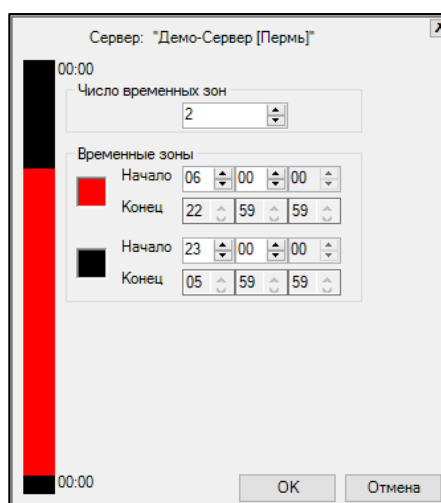 Сервер: "Демо-Сервер [Пермь]"
00:00
Число временных зон
2
Временные зоны
Начало 06 00 00
Конец 22 59 59
Начало 23 00 00
Конец 05 59 59
00:00
OK Отмена